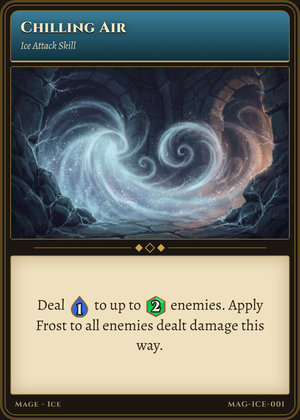 Chilling Air
Ice Attack Skill
Deal 1 to up to 2 enemies. Apply
Frost to all enemies dealt damage this
way.
Mage - Ice
MAG-ICE-001